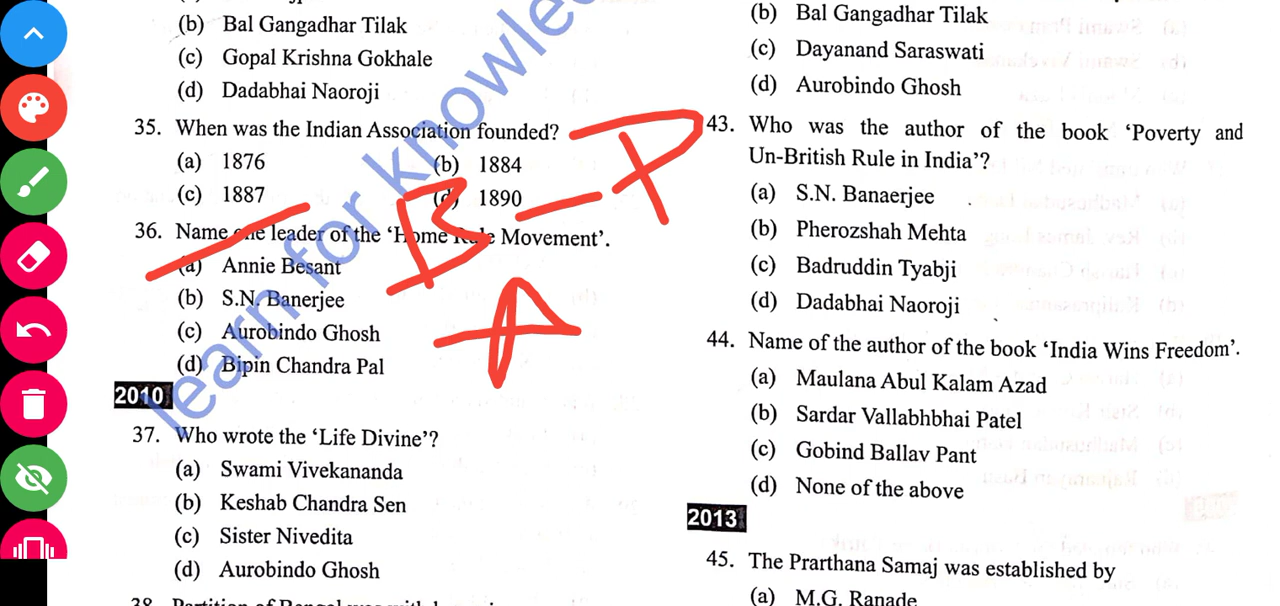 (b) Bal Gangadhar Tilak
(c) Gopal Krishna Gokhale
(d) Dadabhai Naoroji
35. When was the Indian Association founded?
(a) 1876 (b) 1884
(c) 1887 (d) 1890
36. Name one leader of the ‘Home Rule Movement’.
(a) Annie Besant
(b) S.N. Banerjee
(c) Aurobindo Ghosh
(d) Bipin Chandra Pal
2010
37. Who wrote the ‘Life Divine’?
(a) Swami Vivekananda
(b) Keshab Chandra Sen
(c) Sister Nivedita
(d) Aurobindo Ghosh
learn for knowle
B – P
A
(b) Bal Gangadhar Tilak
(c) Dayanand Saraswati
(d) Aurobindo Ghosh
43. Who was the author of the book ‘Poverty and
Un-British Rule in India’?
(a) S.N. Banaerjee
(b) Pherozshah Mehta
(c) Badruddin Tyabji
(d) Dadabhai Naoroji
44. Name of the author of the book ‘India Wins Freedom’.
(a) Maulana Abul Kalam Azad
(b) Sardar Vallabhbhai Patel
(c) Gobind Ballav Pant
(d) None of the above
2013
45. The Prarthana Samaj was established by
(a) M.G. Ranade